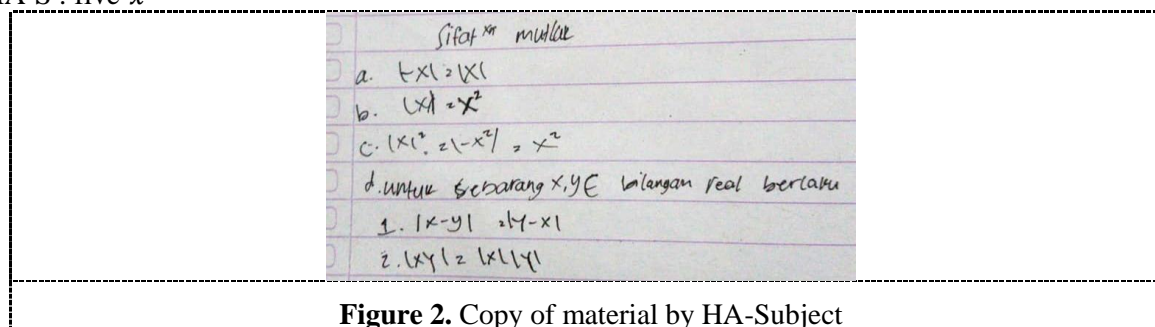 Sifat mutlak
a. |-x| = |x|
b. |x| = x²
c. |x|² = |-x²| = x²
d. untuk sebarang x,y ∈ bilangan real berlaku
1. |x-y| = |y-x|
2. |xy| = |x||y|
Figure 2. Copy of material by HA-Subject